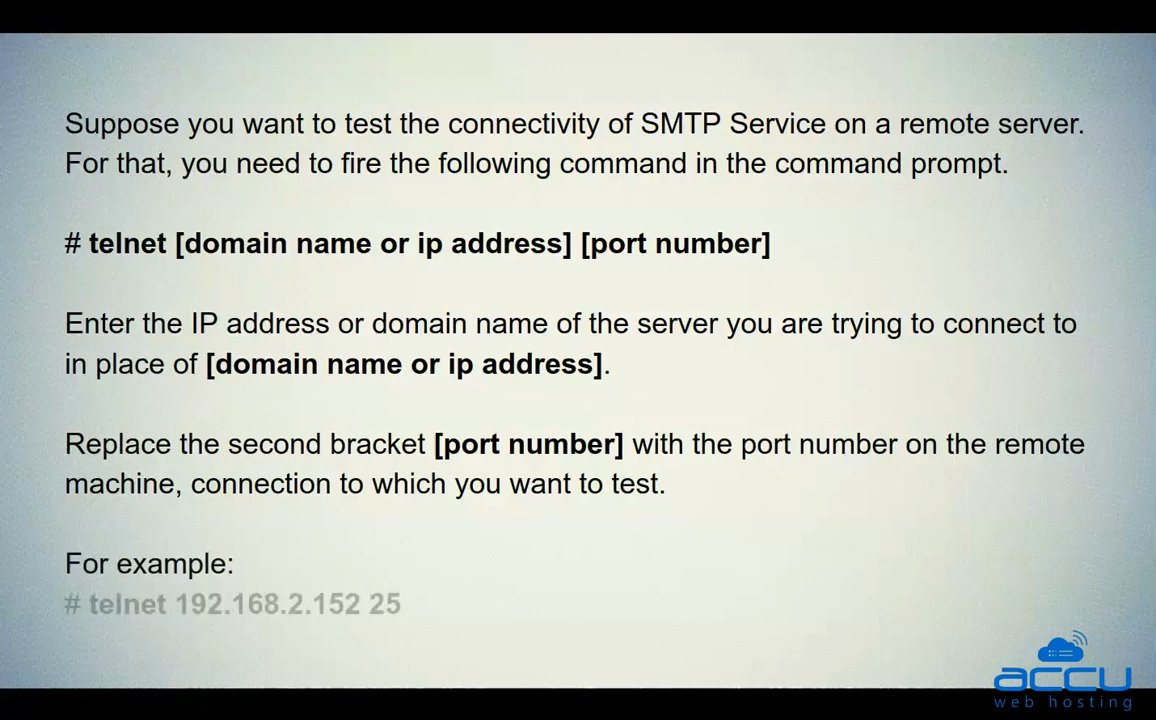 Suppose you want to test the connectivity of SMTP Service on a remote server.
For that, you need to fire the following command in the command prompt.
# telnet [domain name or ip address] [port number]
Enter the IP address or domain name of the server you are trying to connect to
in place of [domain name or ip address].
Replace the second bracket [port number] with the port number on the remote
machine, connection to which you want to test.
For example:
# telnet 192.168.2.152 25
accu
web hosting